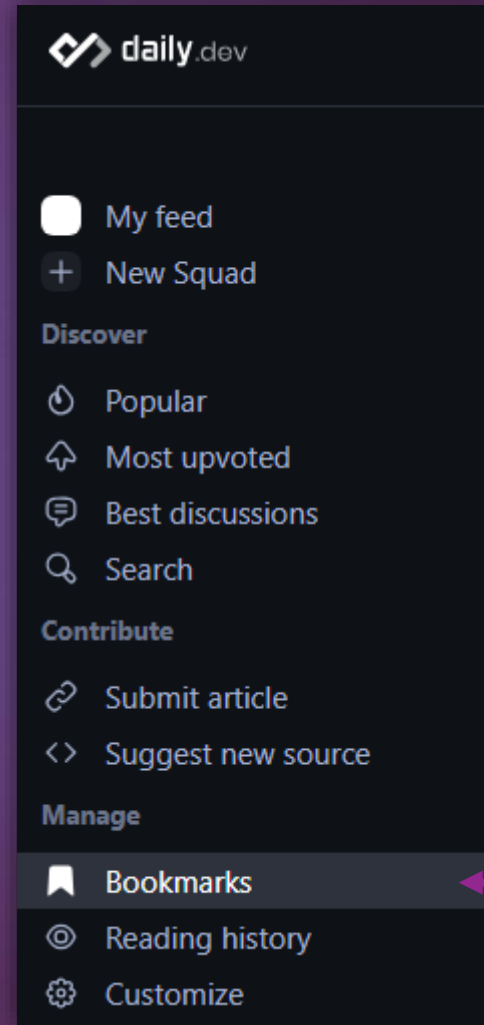 daily.dev
My feed
New Squad
Discover
Popular
Most upvoted
Best discussions
Search
Contribute
Submit article
Suggest new source
Manage
Bookmarks
Reading history
Customize